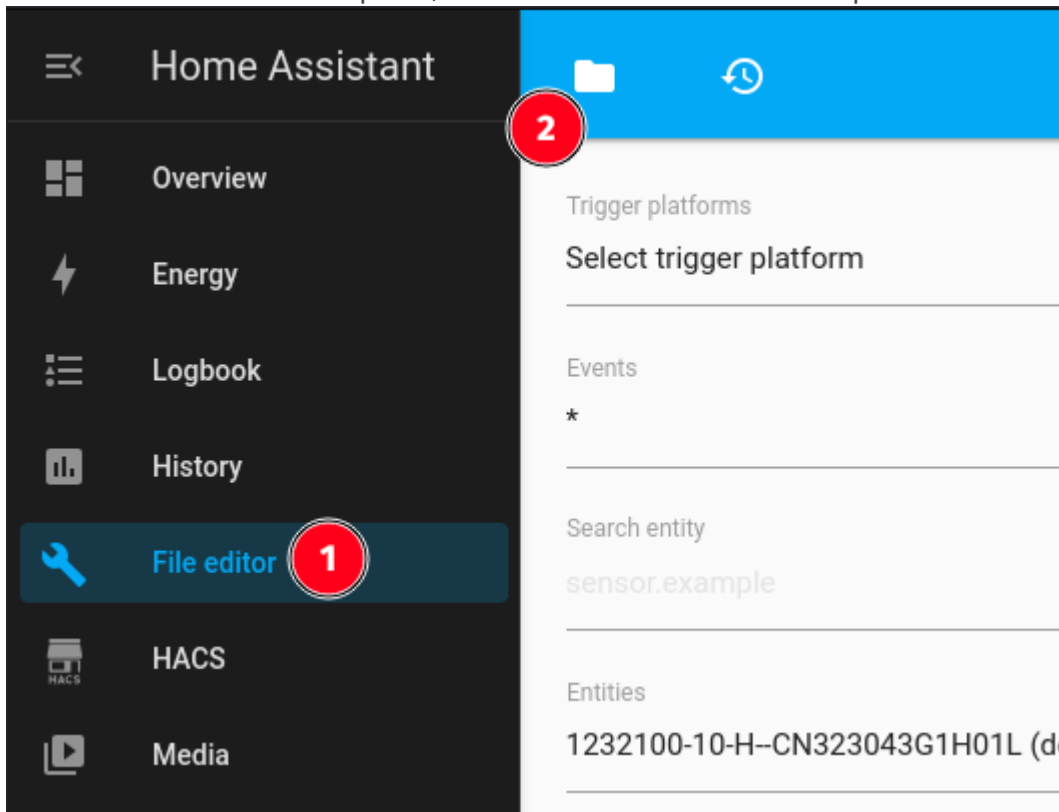 Home Assistant
2
Overview
Trigger platforms
Select trigger platform
Energy
Events
*
Logbook
History
Search entity
File editor
1
sensor.example
HACS
HACS
Entities
1232100-10-H--CN323043G1H01L (d
Media